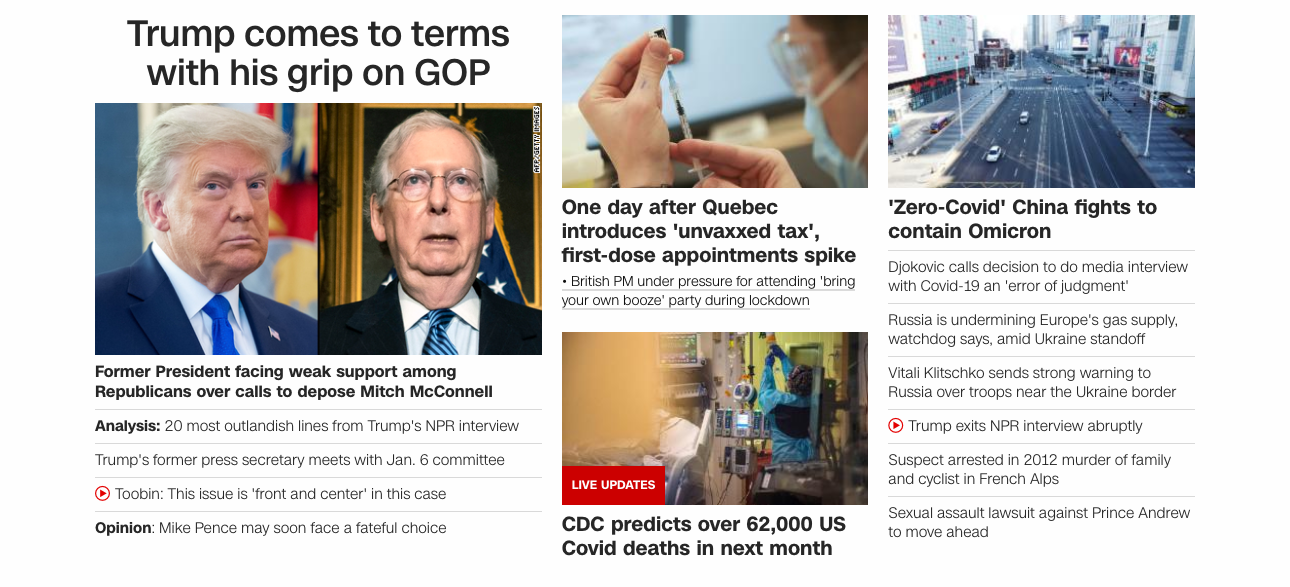 Trump comes to terms
with his grip on GOP
AFP/GETTY IMAGES
Former President facing weak support among
Republicans over calls to depose Mitch McConnell
Analysis: 20 most outlandish lines from Trump's NPR interview
Trump's former press secretary meets with Jan. 6 committee
Toobin: This issue is 'front and center' in this case
Opinion: Mike Pence may soon face a fateful choice
One day after Quebec
introduces 'unvaxxed tax',
first-dose appointments spike
• British PM under pressure for attending 'bring
your own booze' party during lockdown
LIVE UPDATES
CDC predicts over 62,000 US
Covid deaths in next month
'Zero-Covid' China fights to
contain Omicron
Djokovic calls decision to do media interview
with Covid-19 an 'error of judgment'
Russia is undermining Europe's gas supply,
watchdog says, amid Ukraine standoff
Vitali Klitschko sends strong warning to
Russia over troops near the Ukraine border
Trump exits NPR interview abruptly
Suspect arrested in 2012 murder of family
and cyclist in French Alps
Sexual assault lawsuit against Prince Andrew
to move ahead